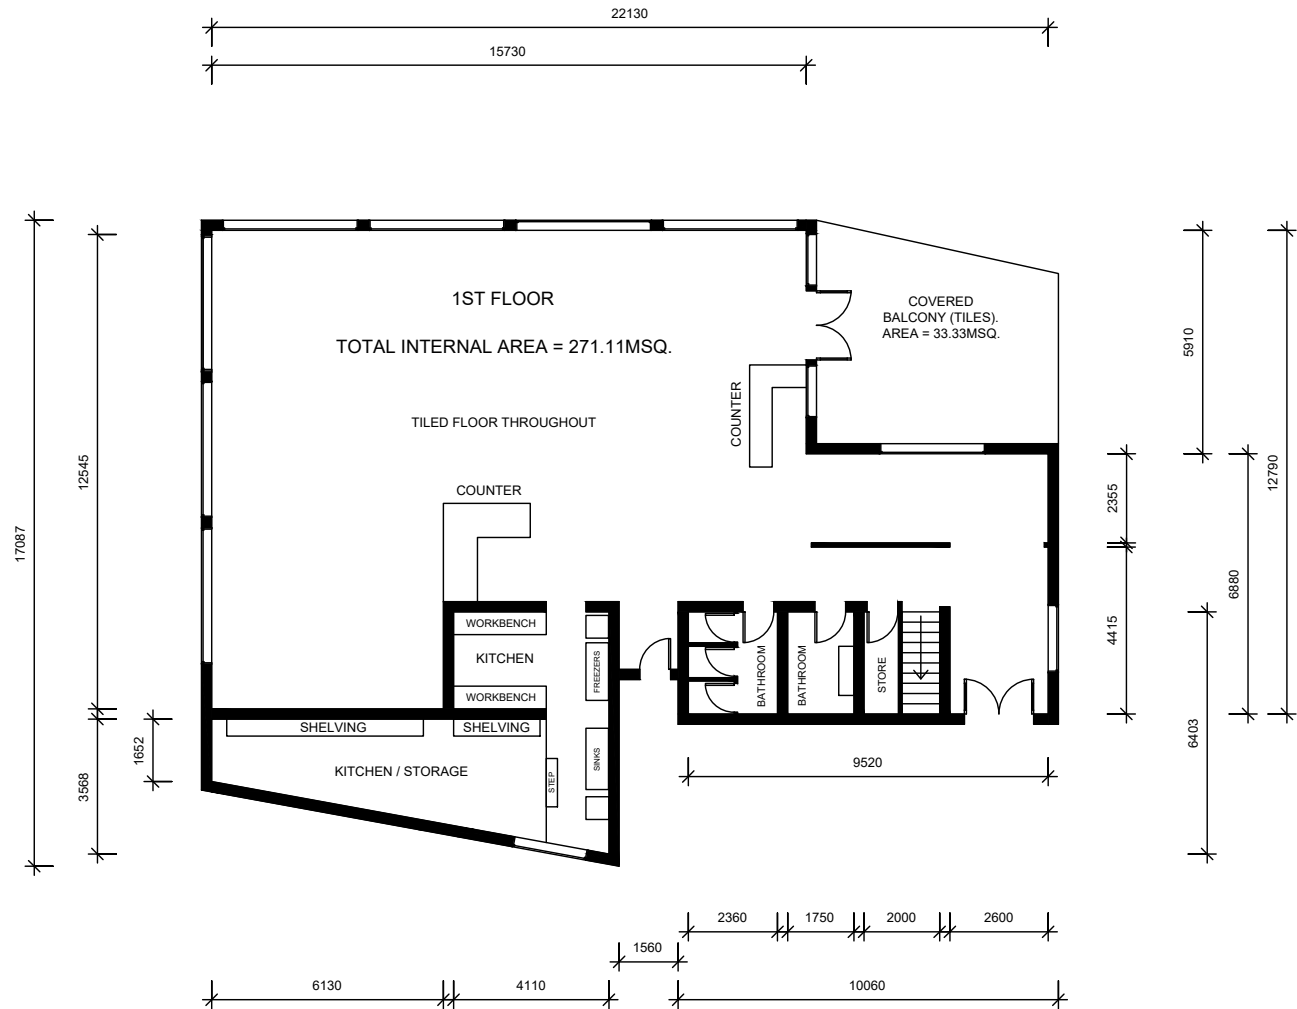 22130
15730
1ST FLOOR
TOTAL INTERNAL AREA = 271.11MSQ.
TILED FLOOR THROUGHOUT
COVERED
BALCONY (TILES).
AREA = 33.33MSQ.
COUNTER
COUNTER
5910
12790
2355
6880
4415
6403
17087
12545
3568
1652
WORKBENCH
KITCHEN
WORKBENCH
FREEZERS
SHELVING
SHELVING
KITCHEN / STORAGE
STEP
SINKS
BATHROOM
BATHROOM
STORE
9520
2360
1750
2000
2600
1560
6130
4110
10060